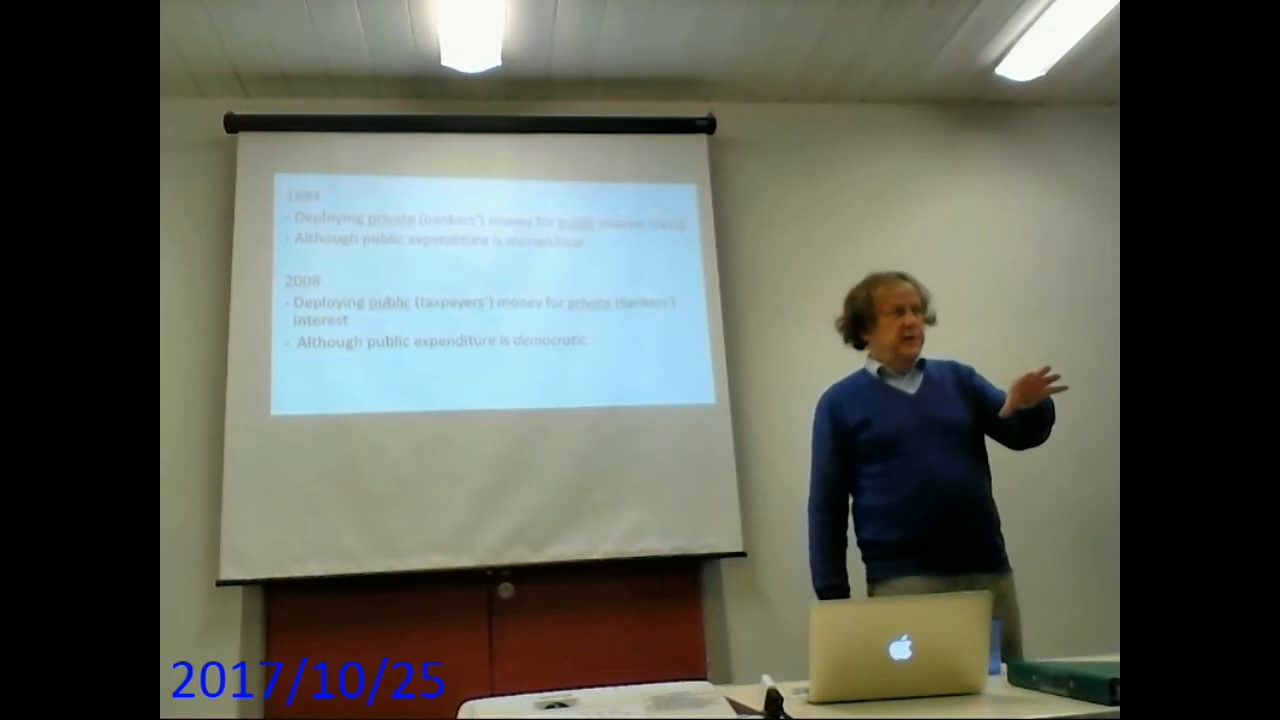 1694
- Deploying private (bankers') money for public interest
- Although public expenditure is monarchical
2008
- Deploying public (taxpayers') money for private (bankers')
interest
- Although public expenditure is democratic.
2017/10/25